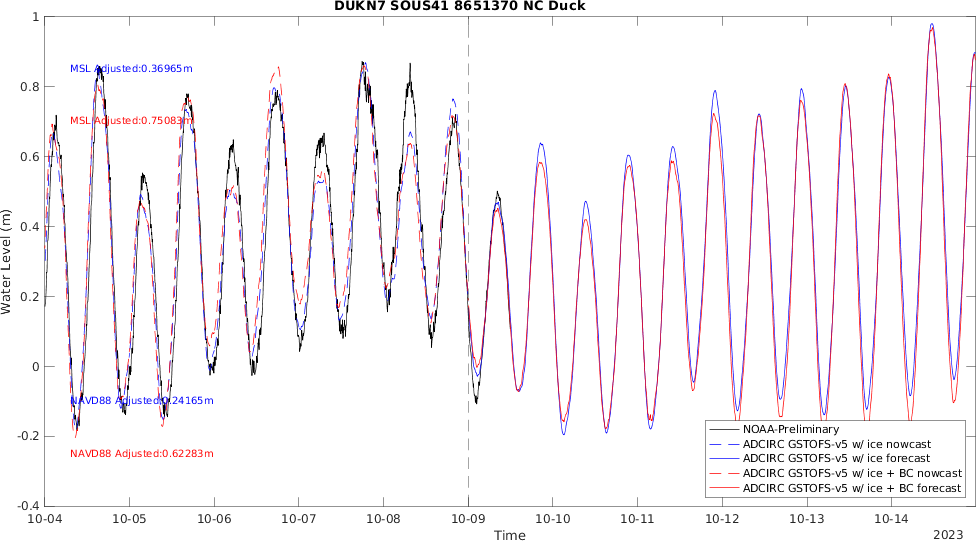 DUKN7 SOUS41 8651370 NC Duck
1
0.8
0.6
0.4
0.2
0
-0.2
-0.4
Water Level (m)
MSL Adjusted:0.36965m
MSL Adjusted:0.75083m
NAVD88 Adjusted:0.24165m
NAVD88 Adjusted:0.62283m
NOAA-Preliminary
ADCIRC GSTOFS-v5 w/ ice nowcast
ADCIRC GSTOFS-v5 w/ ice forecast
ADCIRC GSTOFS-v5 w/ ice + BC nowcast
ADCIRC GSTOFS-v5 w/ ice + BC forecast
10-04 10-05 10-06 10-07 10-08 10-09 10-10 10-11 10-12 10-13 10-14
Time
2023